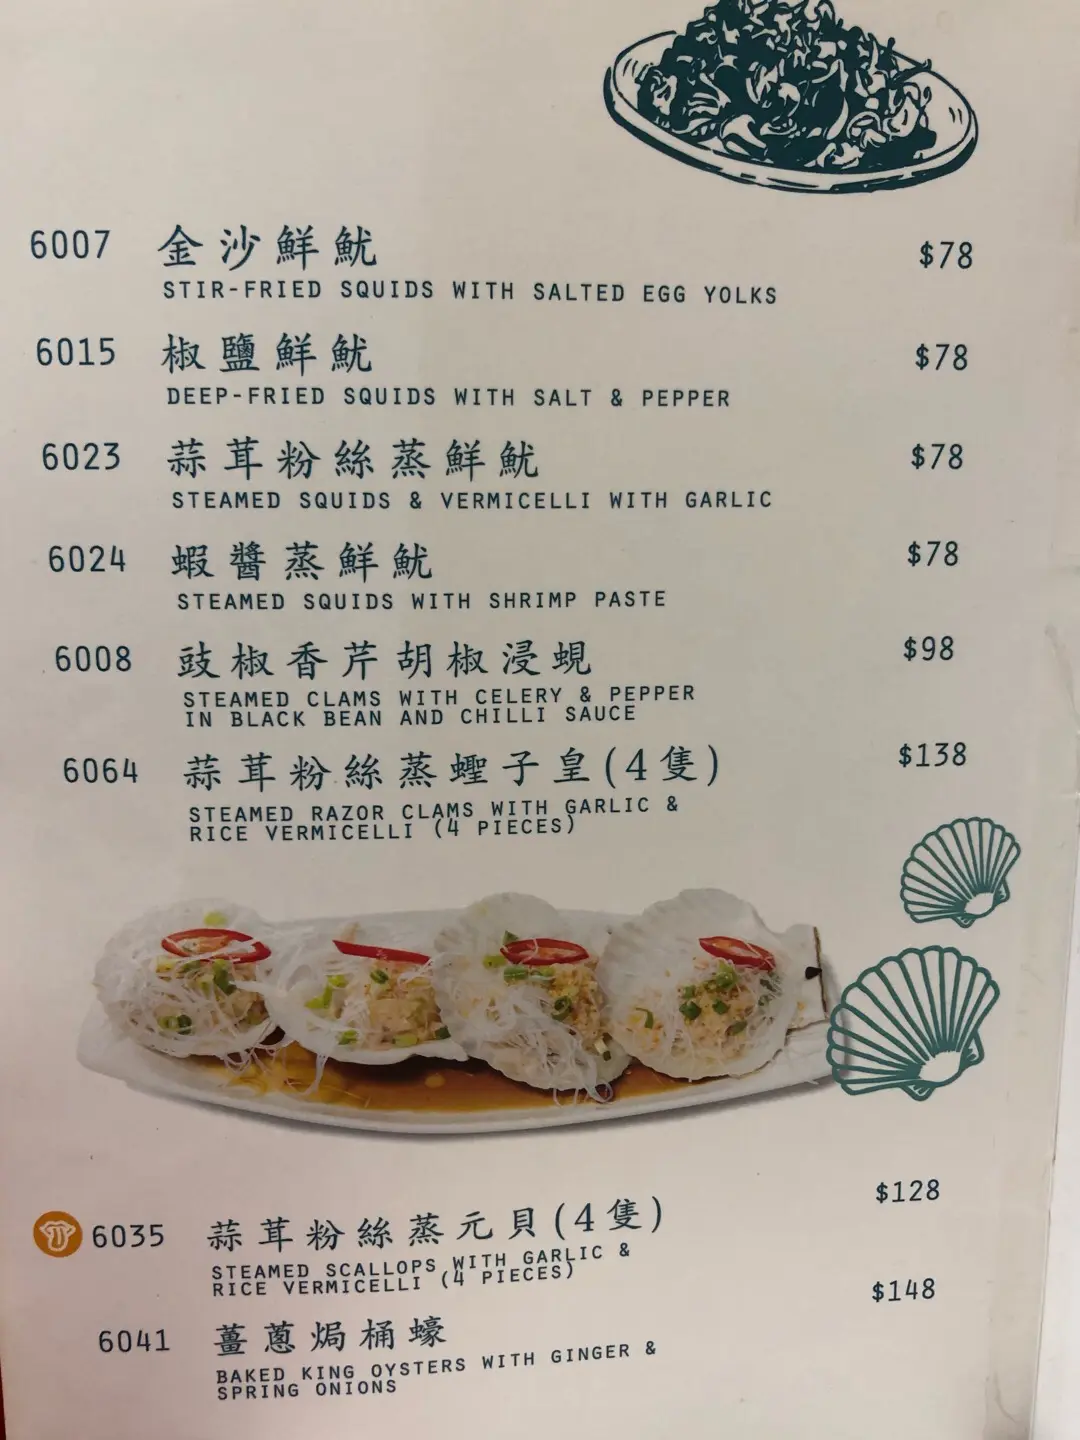 6007 金沙鮮魷 $78
STIR-FRIED SQUIDS WITH SALTED EGG YOLKS
6015 椒鹽鮮魷 $78
DEEP-FRIED SQUIDS WITH SALT & PEPPER
6023 蒜茸粉絲蒸鮮魷 $78
STEAMED SQUIDS & VERMICELLI WITH GARLIC
6024 蝦醬蒸鮮魷 $78
STEAMED SQUIDS WITH SHRIMP PASTE
6008 豉椒香芹胡椒浸蜆 $98
STEAMED CLAMS WITH CELERY & PEPPER
IN BLACK BEAN AND CHILLI SAUCE
6064 蒜茸粉絲蒸蟶子皇(4隻) $138
STEAMED RAZOR CLAMS WITH GARLIC &
RICE VERMICELLI (4 PIECES)
6035 蒜茸粉絲蒸元貝(4隻) $128
STEAMED SCALLOPS WITH GARLIC &
RICE VERMICELLI (4 PIECES)
6041 薑蔥焗桶蠔 $148
BAKED KING OYSTERS WITH GINGER &
SPRING ONIONS